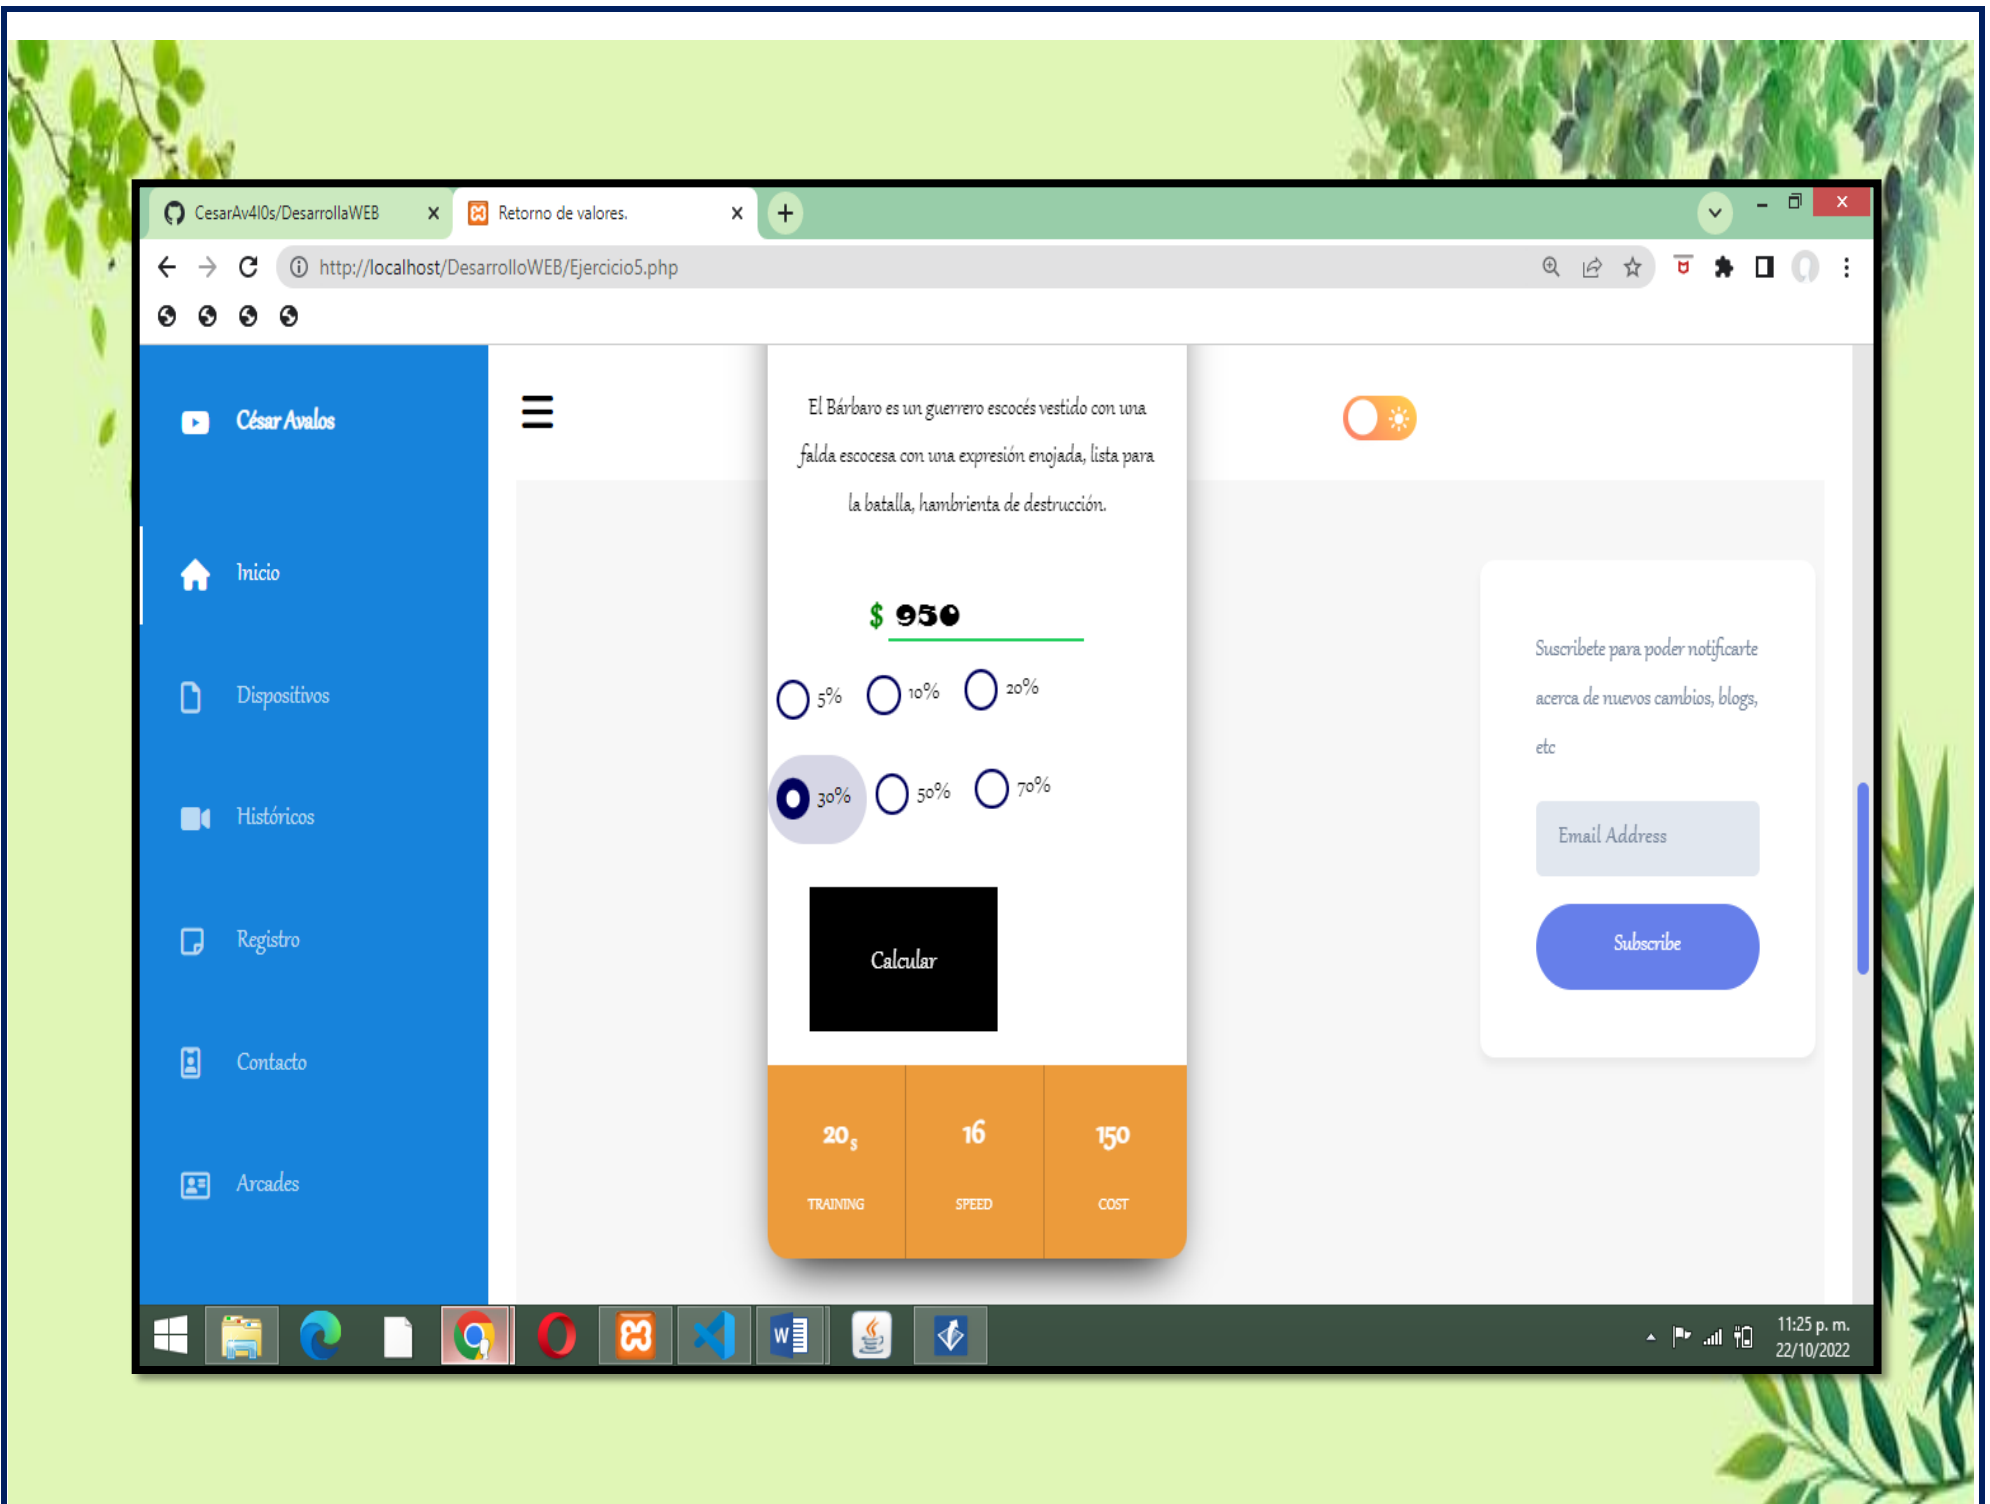 CesarAv4l0s/DesarrollaWEB
Retorno de valores.
http://localhost/DesarrolloWEB/Ejercicio5.php
César Avalos
Inicio
Dispositivos
Históricos
Registro
Contacto
Arcades
El Bárbaro es un guerrero escocés vestido con una
falda escocesa con una expresión enojada, lista para
la batalla, hambrienta de destrucción.
$ 950
5% 10% 20%
30% 50% 70%
Calcular
20s 16 150
TRAINING SPEED COST
Suscribete para poder notificarte
acerca de nuevos cambios, blogs,
etc
Email Address
Subscribe
11:25 p. m.
22/10/2022